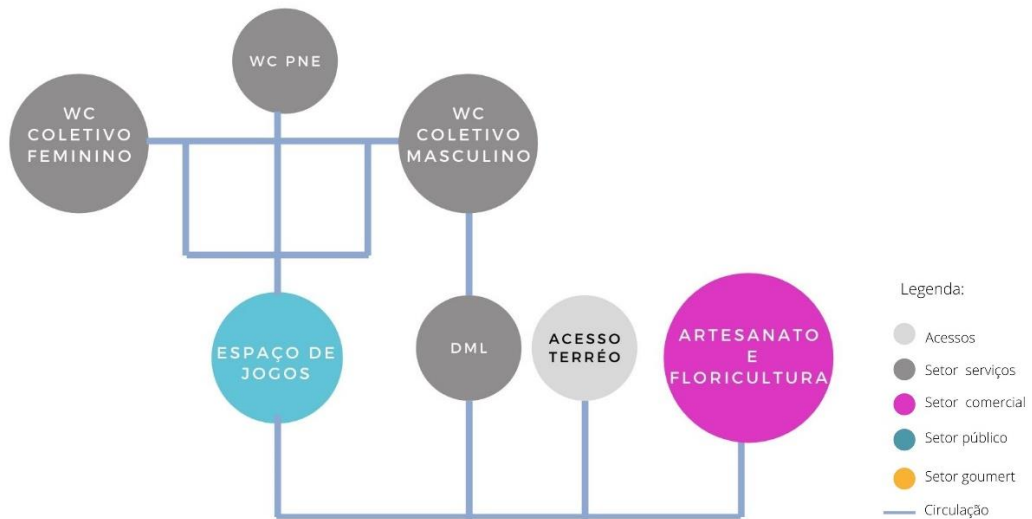 WC PNE
WC
COLETIVO
FEMININO
WC
COLETIVO
MASCULINO
ESPAÇO DE
JOGOS
DML
ACESSO
TERRÉO
ARTESANATO
E
FLORICULTURA
Legenda:
Acessos
Setor serviços
Setor comercial
Setor público
Setor goumert
Circulação